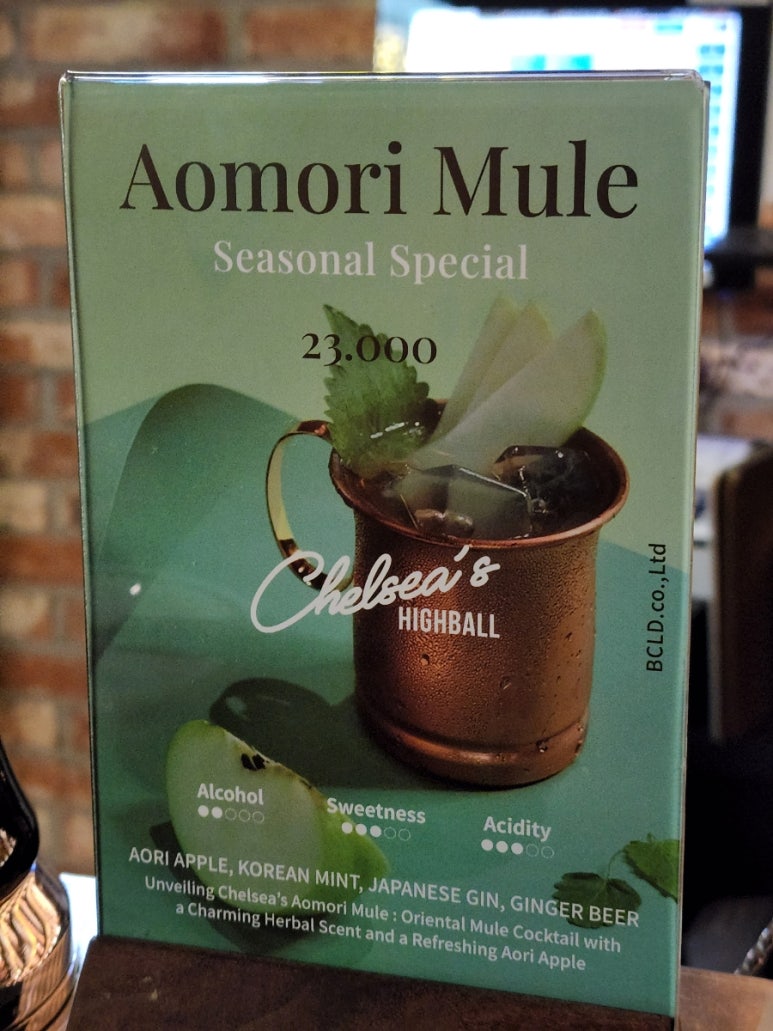 Aomori Mule
Seasonal Special
23.000
Chelsea's
HIGHBALL
BCLD.co.,Ltd
Alcohol
Sweetness
Acidity
AORI APPLE, KOREAN MINT, JAPANESE GIN, GINGER BEER
Unveiling Chelsea's Aomori Mule : Oriental Mule Cocktail with
a Charming Herbal Scent and a Refreshing Aori Apple